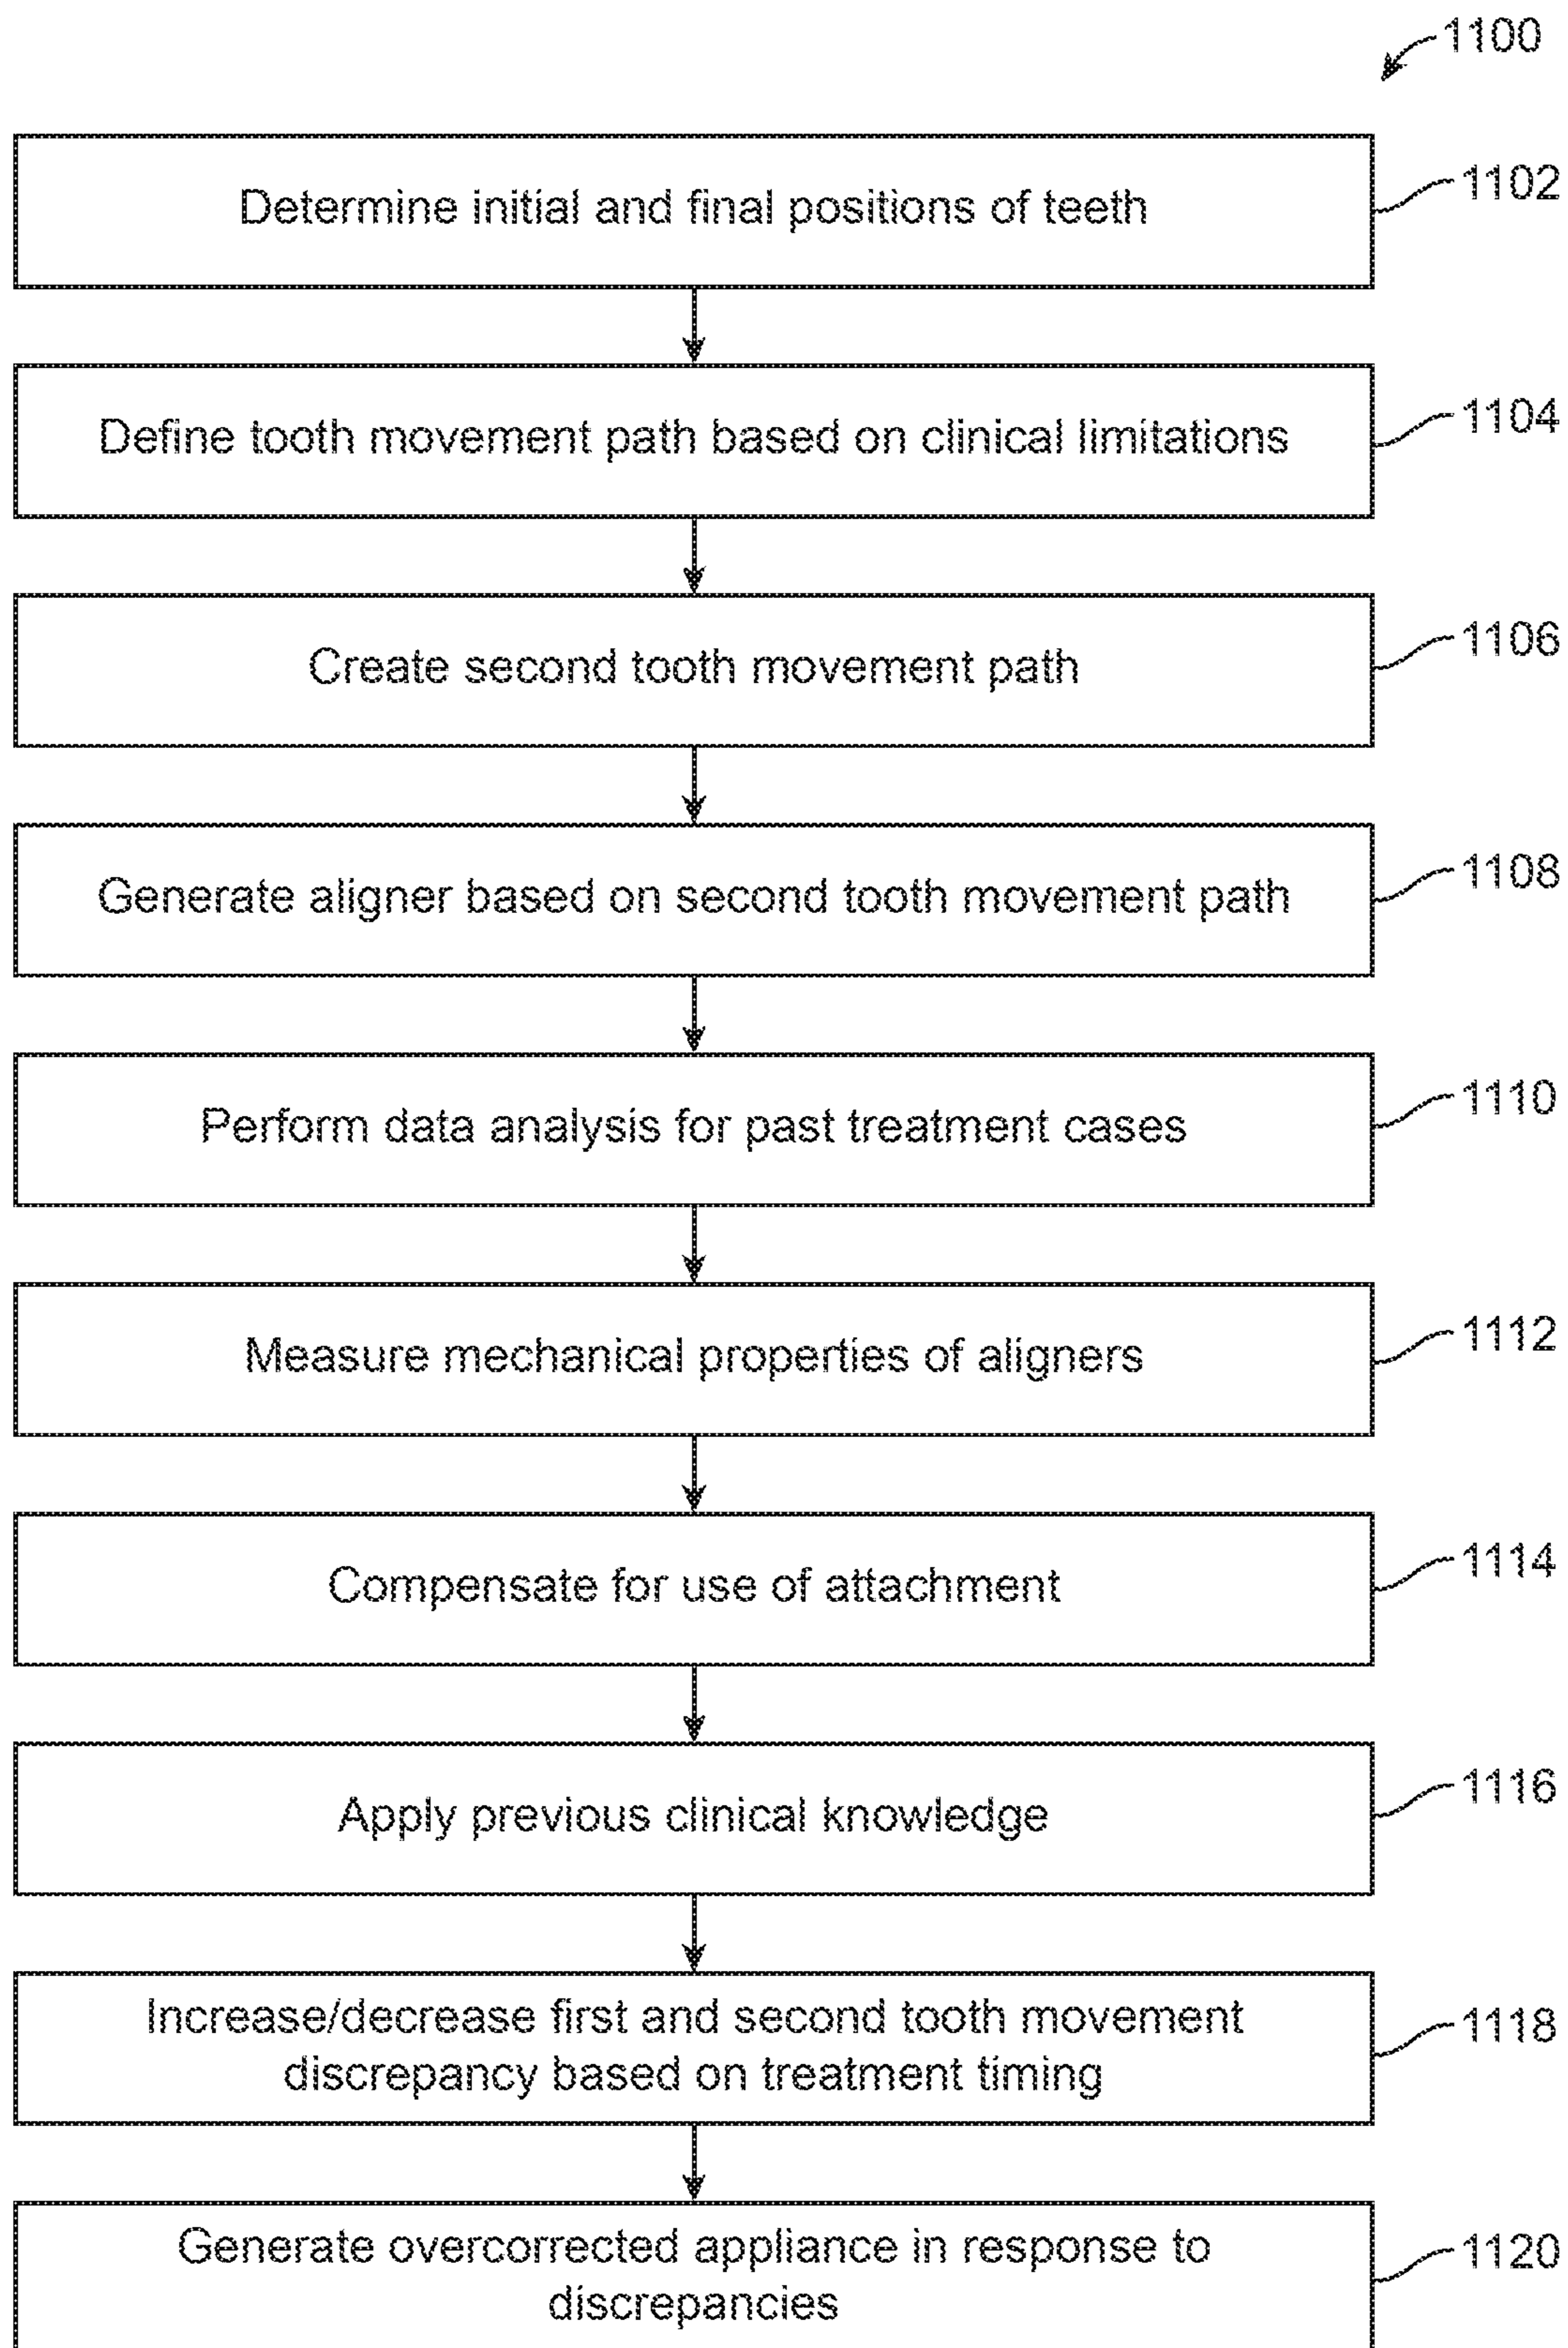 1100
Determine initial and final positions of teeth
1102
Define tooth movement path based on clinical limitations
1104
Create second tooth movement path
1106
Generate aligner based on second tooth movement path
1108
Perform data analysis for past treatment cases
1110
Measure mechanical properties of aligners
1112
Compensate for use of attachment
1114
Apply previous clinical knowledge
1116
Increase/decrease first and second tooth movement
discrepancy based on treatment timing
1118
Generate overcorrected appliance in response to
discrepancies
1120